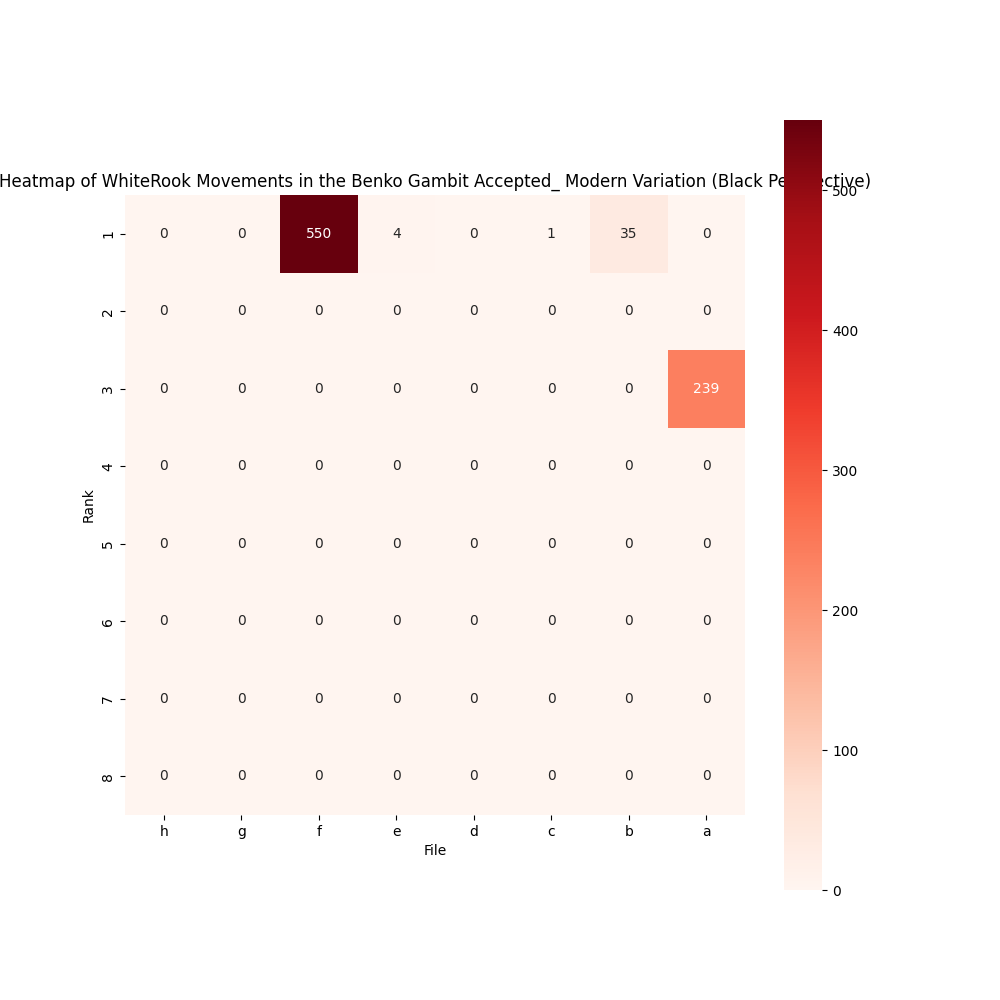 Heatmap of WhiteRook Movements in the Benko Gambit Accepted_ Modern Variation (Black Perspective)
1 0 0 550 4 0 1 35 0
2 0 0 0 0 0 0 0 0
3 0 0 0 0 0 0 0 239
4 0 0 0 0 0 0 0 0
5 0 0 0 0 0 0 0 0
6 0 0 0 0 0 0 0 0
7 0 0 0 0 0 0 0 0
8 0 0 0 0 0 0 0 0
Rank
h g f e d c b a
File
500
400
300
200
100
0